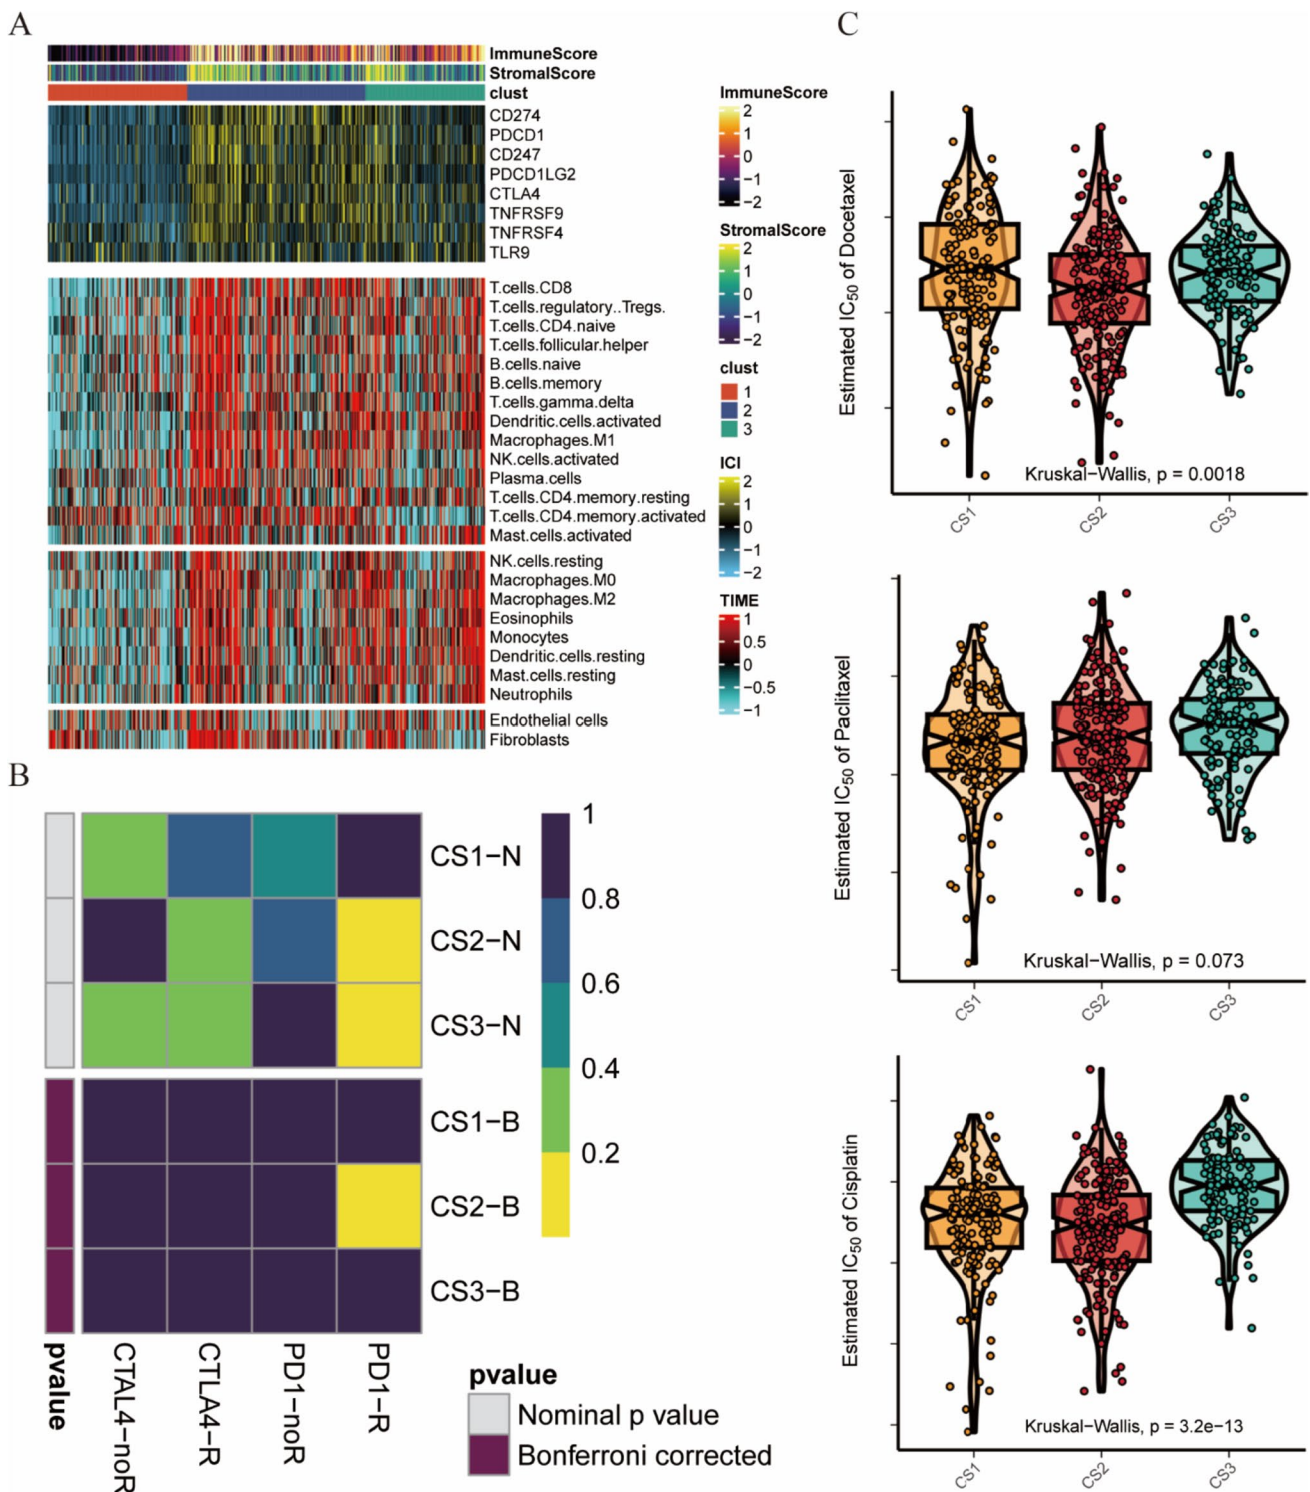 A
ImmuneScore
StromalScore
clust
CD274
PDCD1
CD247
PDCD1LG2
CTLA4
TNFRSF9
TNFRSF4
TLR9
T.cells.CD8
T.cells.regulatory..Tregs.
T.cells.CD4.naive
T.cells.follicular.helper
B.cells.naive
B.cells.memory
T.cells.gamma.delta
Dendritic.cells.activated
Macrophages.M1
NK.cells.activated
Plasma.cells
T.cells.CD4.memory.resting
T.cells.CD4.memory.activated
Mast.cells.activated
NK.cells.resting
Macrophages.M0
Macrophages.M2
Eosinophils
Monocytes
Dendritic.cells.resting
Mast.cells.resting
Neutrophils
Endothelial cells
Fibroblasts
ImmuneScore
2
1
0
−1
−2
StromalScore
2
1
0
−1
−2
clust
1
2
3
ICI
2
1
0
−1
−2
TIME
1
0.5
0
−0.5
−1
B
CS1−N
CS2−N
CS3−N
CS1−B
CS2−B
CS3−B
1
0.8
0.6
0.4
0.2
pvalue
CTAL4−noR
CTLA4−R
PD1−noR
PD1−R
pvalue
Nominal p value
Bonferroni corrected
C
Estimated IC50 of Docetaxel
Kruskal−Wallis, p = 0.0018
CS1
CS2
CS3
Estimated IC50 of Paclitaxel
Kruskal−Wallis, p = 0.073
CS1
CS2
CS3
Estimated IC50 of Cisplatin
Kruskal−Wallis, p = 3.2e−13
CS1
CS2
CS3